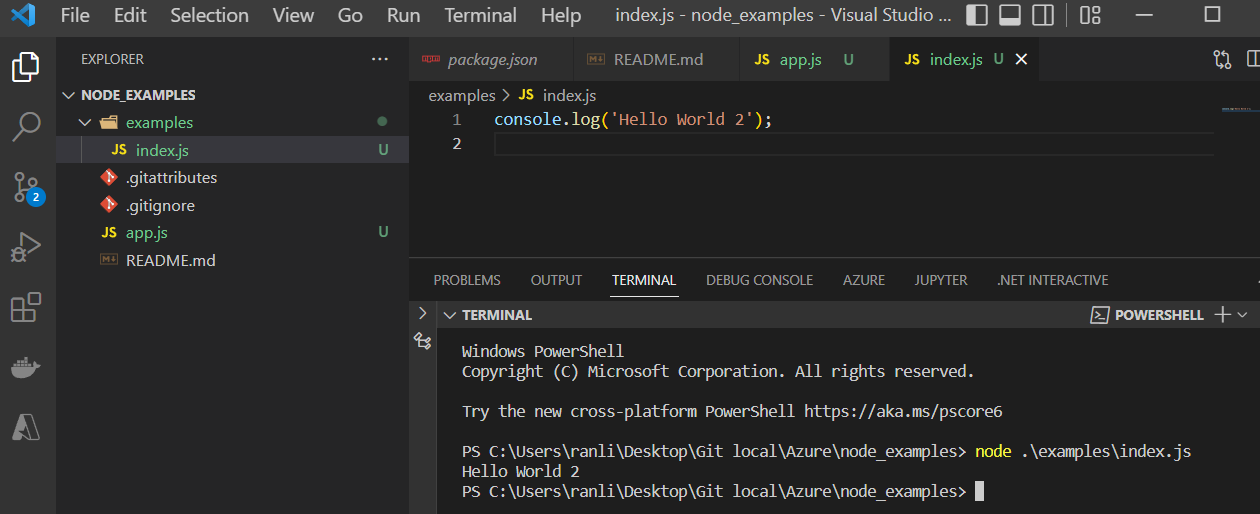 File Edit Selection View Go Run Terminal Help index.js - node_examples - Visual Studio ...
EXPLORER ...
NODE_EXAMPLES
examples
JS index.js U
.gitattributes
.gitignore
JS app.js U
README.md
2
package.json README.md JS app.js U JS index.js U
examples > JS index.js
1 console.log('Hello World 2');
2
PROBLEMS OUTPUT TERMINAL DEBUG CONSOLE AZURE JUPYTER .NET INTERACTIVE
TERMINAL POWERSHELL
Windows PowerShell
Copyright (C) Microsoft Corporation. All rights reserved.
Try the new cross-platform PowerShell https://aka.ms/pscore6
PS C:\Users\ranli\Desktop\Git local\Azure\node_examples> node .\examples\index.js
Hello World 2
PS C:\Users\ranli\Desktop\Git local\Azure\node_examples>